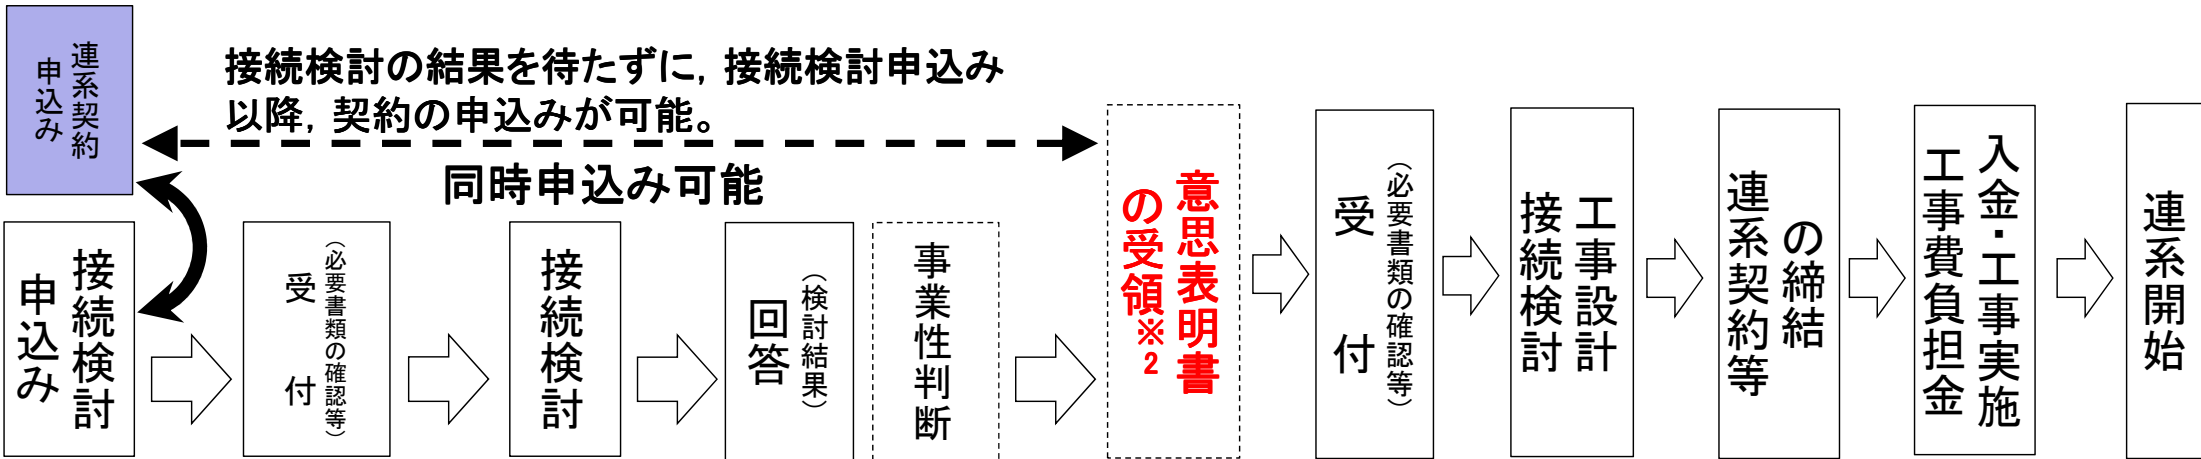 連系契約
申込み
接続検討の結果を待たずに，接続検討申込み
以降，契約の申込みが可能。
同時申込み可能
接続検討
申込み
（必要書類の確認等）
受付
接続検討
（検討結果）
回答
事業性判断
意思表明書
の受領※2
（必要書類の確認等）
受付
工事設計
接続検討
の締結
連系契約等
入金・工事実施
工事費負担金
連系開始